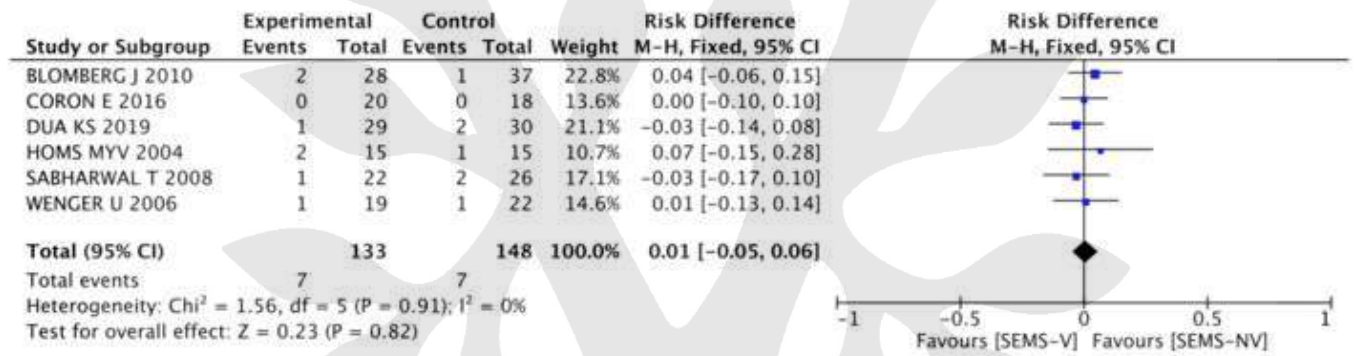 Experimental Control Risk Difference Risk Difference
Study or Subgroup Events Total Events Total Weight M-H, Fixed, 95% CI M-H, Fixed, 95% CI
BLOMBERG J 2010 2 28 1 37 22.8% 0.04 [-0.06, 0.15]
CORON E 2016 0 20 0 18 13.6% 0.00 [-0.10, 0.10]
DUA KS 2019 1 29 2 30 21.1% -0.03 [-0.14, 0.08]
HOMS MYV 2004 2 15 1 15 10.7% 0.07 [-0.15, 0.28]
SABHARWAL T 2008 1 22 2 26 17.1% -0.03 [-0.17, 0.10]
WENGER U 2006 1 19 1 22 14.6% 0.01 [-0.13, 0.14]
Total (95% CI) 133 148 100.0% 0.01 [-0.05, 0.06]
Total events 7 7
Heterogeneity: Chi² = 1.56, df = 5 (P = 0.91); I² = 0%
Test for overall effect: Z = 0.23 (P = 0.82)
-1 -0.5 0 0.5 1
Favours [SEMS-V] Favours [SEMS-NV]